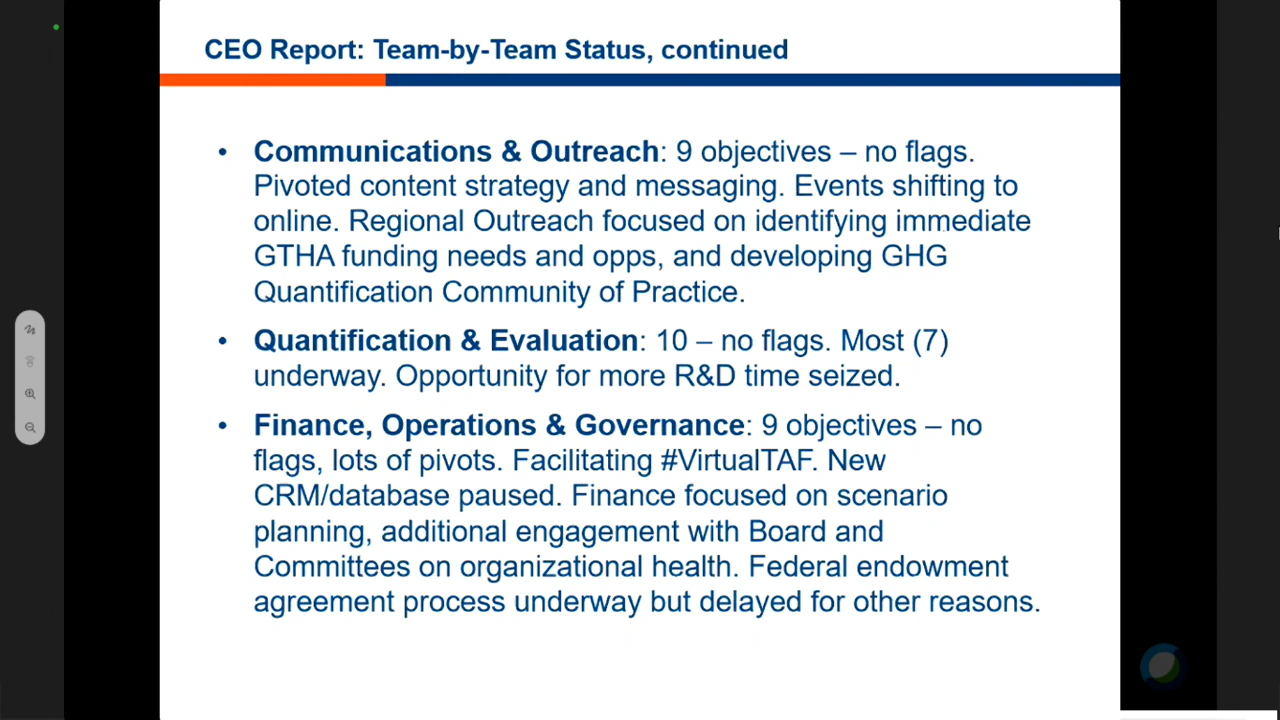 CEO Report: Team-by-Team Status, continued
• Communications & Outreach: 9 objectives – no flags.
Pivoted content strategy and messaging. Events shifting to
online. Regional Outreach focused on identifying immediate
GTHA funding needs and opps, and developing GHG
Quantification Community of Practice.
• Quantification & Evaluation: 10 – no flags. Most (7)
underway. Opportunity for more R&D time seized.
• Finance, Operations & Governance: 9 objectives – no
flags, lots of pivots. Facilitating #VirtualTAF. New
CRM/database paused. Finance focused on scenario
planning, additional engagement with Board and
Committees on organizational health. Federal endowment
agreement process underway but delayed for other reasons.